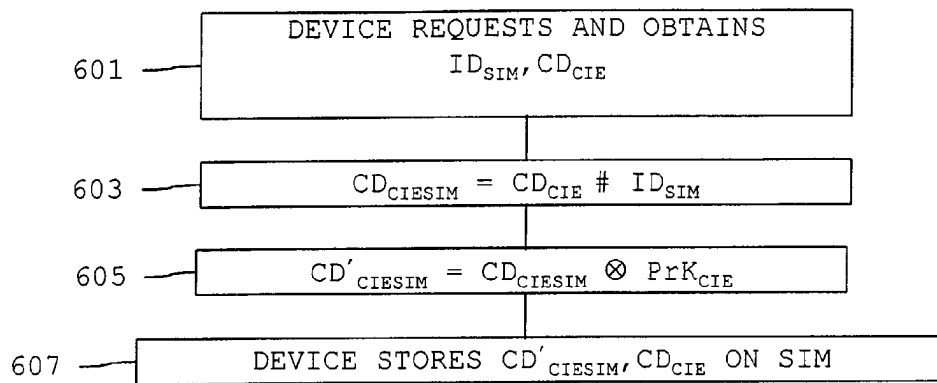 601
DEVICE REQUESTS AND OBTAINS
ID_SIM, CD_CIE
603
CD_CIESIM = CD_CIE # ID_SIM
605
CD'_CIESIM = CD_CIESIM ⊗ PrK_CIE
607
DEVICE STORES CD'_CIESIM, CD_CIE ON SIM